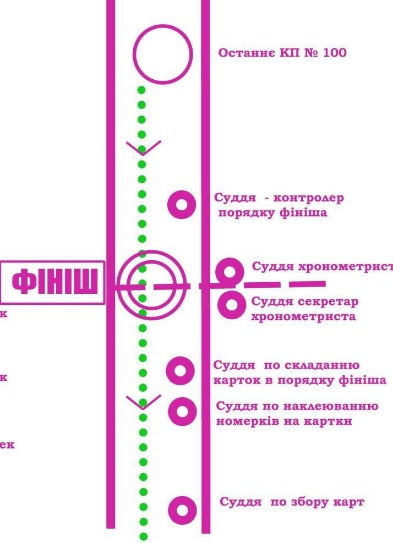 Останнє КП № 100
Суддя - контролер
порядку фініша
ФІНІШ
Суддя хронометрист
Суддя секретар
хронометриста
к
Суддя по складанню
карток в порядку фініша
к
Суддя по наклеюванню
номерків на картки
ек
Суддя по збору карт